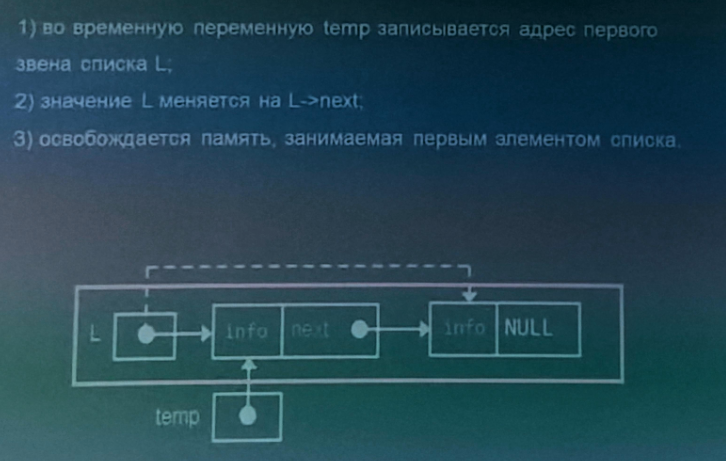 1) во временную переменную temp записывается адрес первого
звена списка L;
2) значение L меняется на L->next;
3) освобождается память, занимаемая первым элементом списка.
L info next info NULL
temp